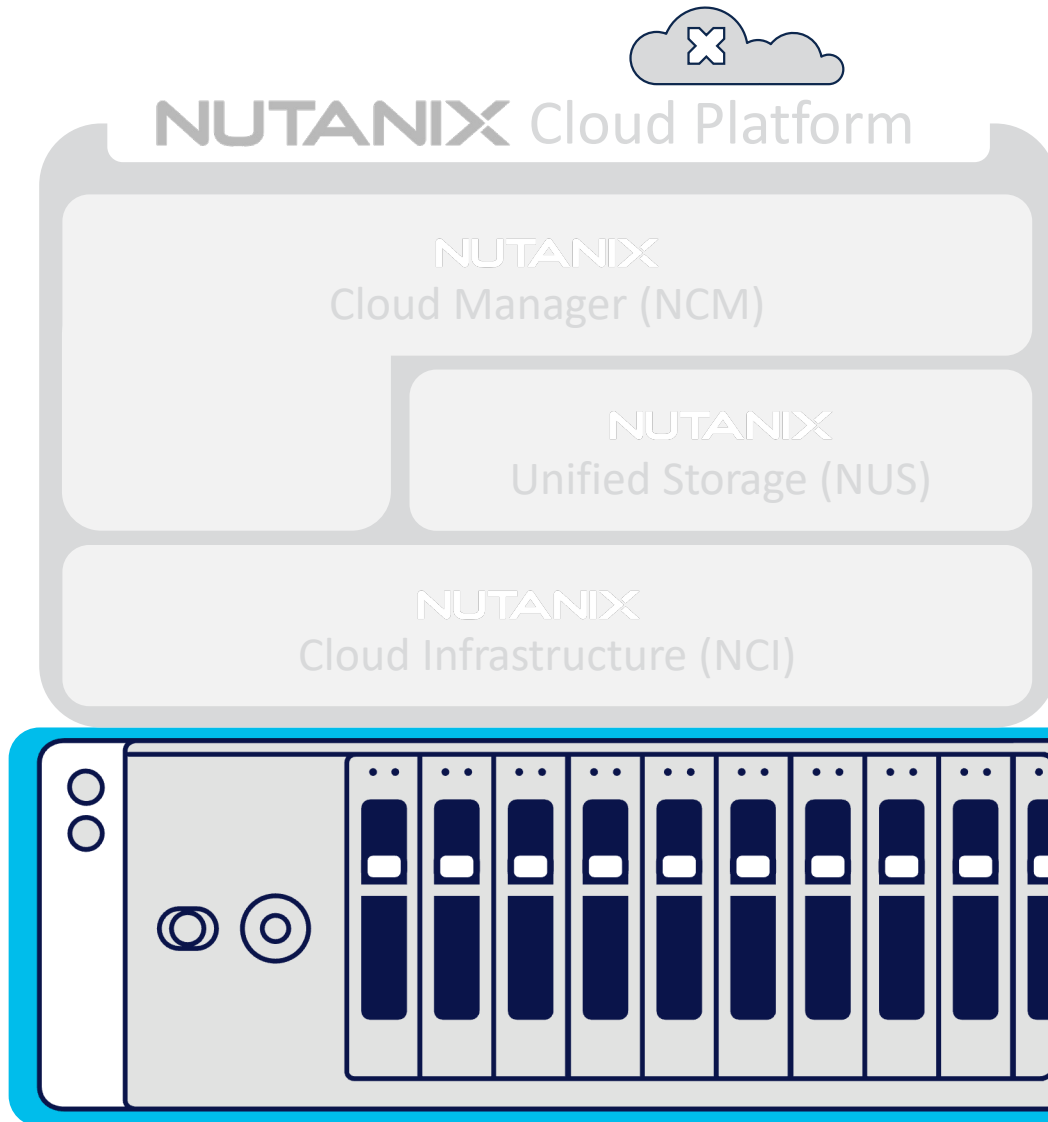 NUTANIX Cloud Platform
NUTANIX
Cloud Manager (NCM)
NUTANIX
Unified Storage (NUS)
NUTANIX
Cloud Infrastructure (NCI)